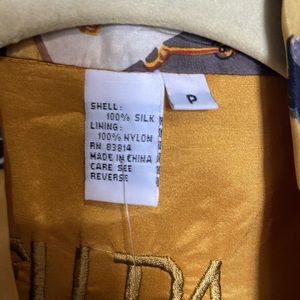 SHELL:
100% SILK
LINING:
100% NYLON
RN 83814
MADE IN CHINA
CARE SEE
REVERSE
P